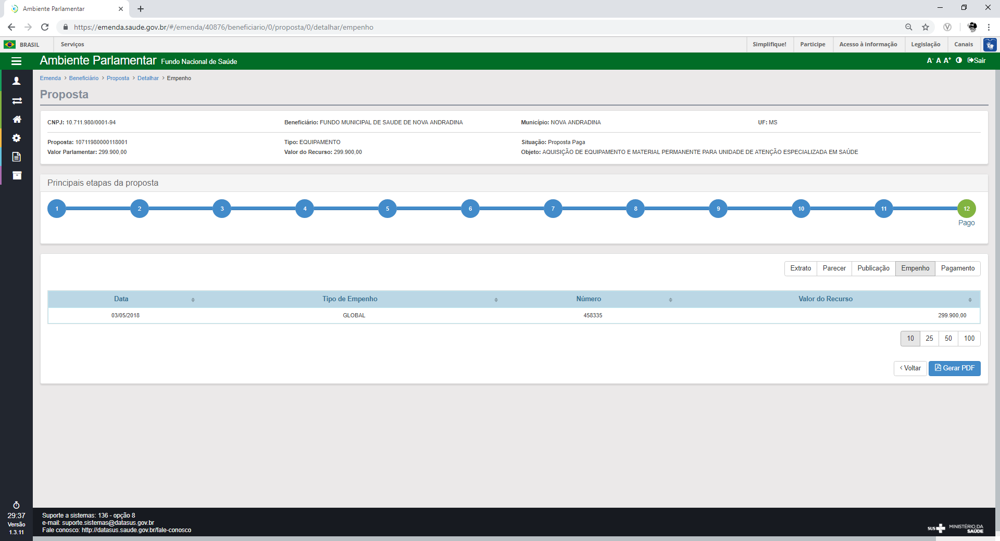 Ambiente Parlamentar
https://emenda.saude.gov.br/#/emenda/40876/beneficiario/0/proposta/0/detalhar/empenho
BRASIL Serviços Simplifique! Participe Acesso à informação Legislação Canais
Ambiente Parlamentar Fundo Nacional de Saúde A- A A+ Sair
Emenda > Beneficiário > Proposta > Detalhar > Empenho
Proposta
CNPJ: 10.711.980/0001-94 Beneficiário: FUNDO MUNICIPAL DE SAUDE DE NOVA ANDRADINA Município: NOVA ANDRADINA UF: MS
Proposta: 10711980000118001 Tipo: EQUIPAMENTO Situação: Proposta Paga
Valor Parlamentar: 299.900,00 Valor do Recurso: 299.900,00 Objeto: AQUISIÇÃO DE EQUIPAMENTO E MATERIAL PERMANENTE PARA UNIDADE DE ATENÇÃO ESPECIALIZADA EM SAÚDE
Principais etapas da proposta
1 2 3 4 5 6 7 8 9 10 11 12
Pago
Extrato Parecer Publicação Empenho Pagamento
Data Tipo de Empenho Número Valor do Recurso
03/05/2018 GLOBAL 458335 299.900,00
10 25 50 100
‹ Voltar Gerar PDF
29:37
Versão
1.3.11
Suporte a sistemas: 136 - opção 8
e-mail: suporte.sistemas@datasus.gov.br
Fale conosco: http://datasus.saude.gov.br/fale-conosco
SUS MINISTÉRIO DA
SAÚDE